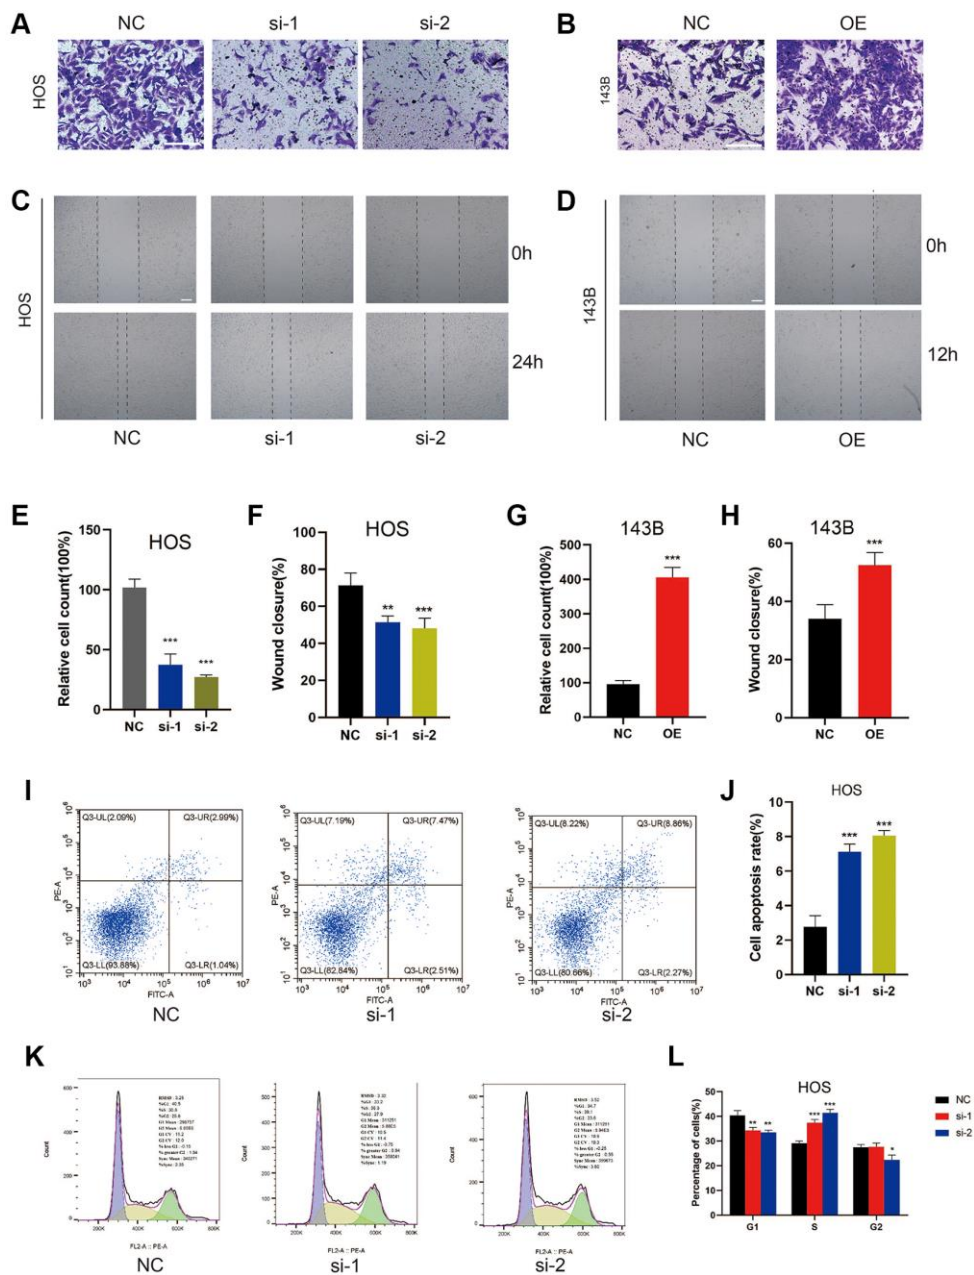 A
NC
si-1
si-2
HOS
B
NC
OE
143B
C
HOS
0h
24h
NC
si-1
si-2
D
143B
0h
12h
NC
OE
E
HOS
Relative cell count(100%)
150
100
50
0
***
***
NC
si-1
si-2
F
HOS
Wound closure(%)
100
80
60
40
20
0
**
***
NC
si-1
si-2
G
143B
Relative cell count(100%)
500
400
300
200
100
0
***
NC
OE
H
143B
Wound closure(%)
60
40
20
0
***
NC
OE
I
Q3-UL(2.09%)
Q3-UR(2.99%)
Q3-LL(93.88%)
Q3-LR(1.04%)
PE-A
FITC-A
NC
Q3-UL(7.19%)
Q3-UR(7.47%)
Q3-LL(82.84%)
Q3-LR(2.51%)
PE-A
FITC-A
si-1
Q3-UL(8.22%)
Q3-UR(8.86%)
Q3-LL(80.66%)
Q3-LR(2.27%)
PE-A
FITC-A
si-2
J
HOS
Cell apoptosis rate(%)
10
8
6
4
2
0
***
***
NC
si-1
si-2
K
Count
FL2-A :: PE-A
NC
Count
FL2-A :: PE-A
si-1
Count
FL2-A :: PE-A
si-2
L
HOS
Percentage of cells(%)
50
40
30
20
10
0
** **
*** ***
*
G1
S
G2
NC
si-1
si-2